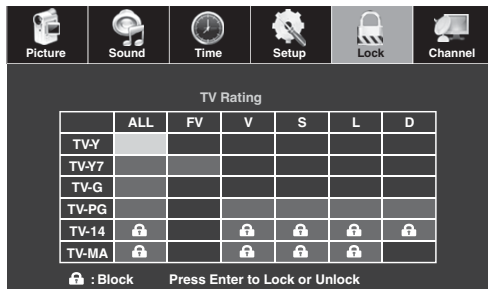 Picture Sound Time Setup Lock Channel
TV Rating
ALL FV V S L D
TV-Y
TV-Y7
TV-G
TV-PG
TV-14
TV-MA
: Block Press Enter to Lock or Unlock